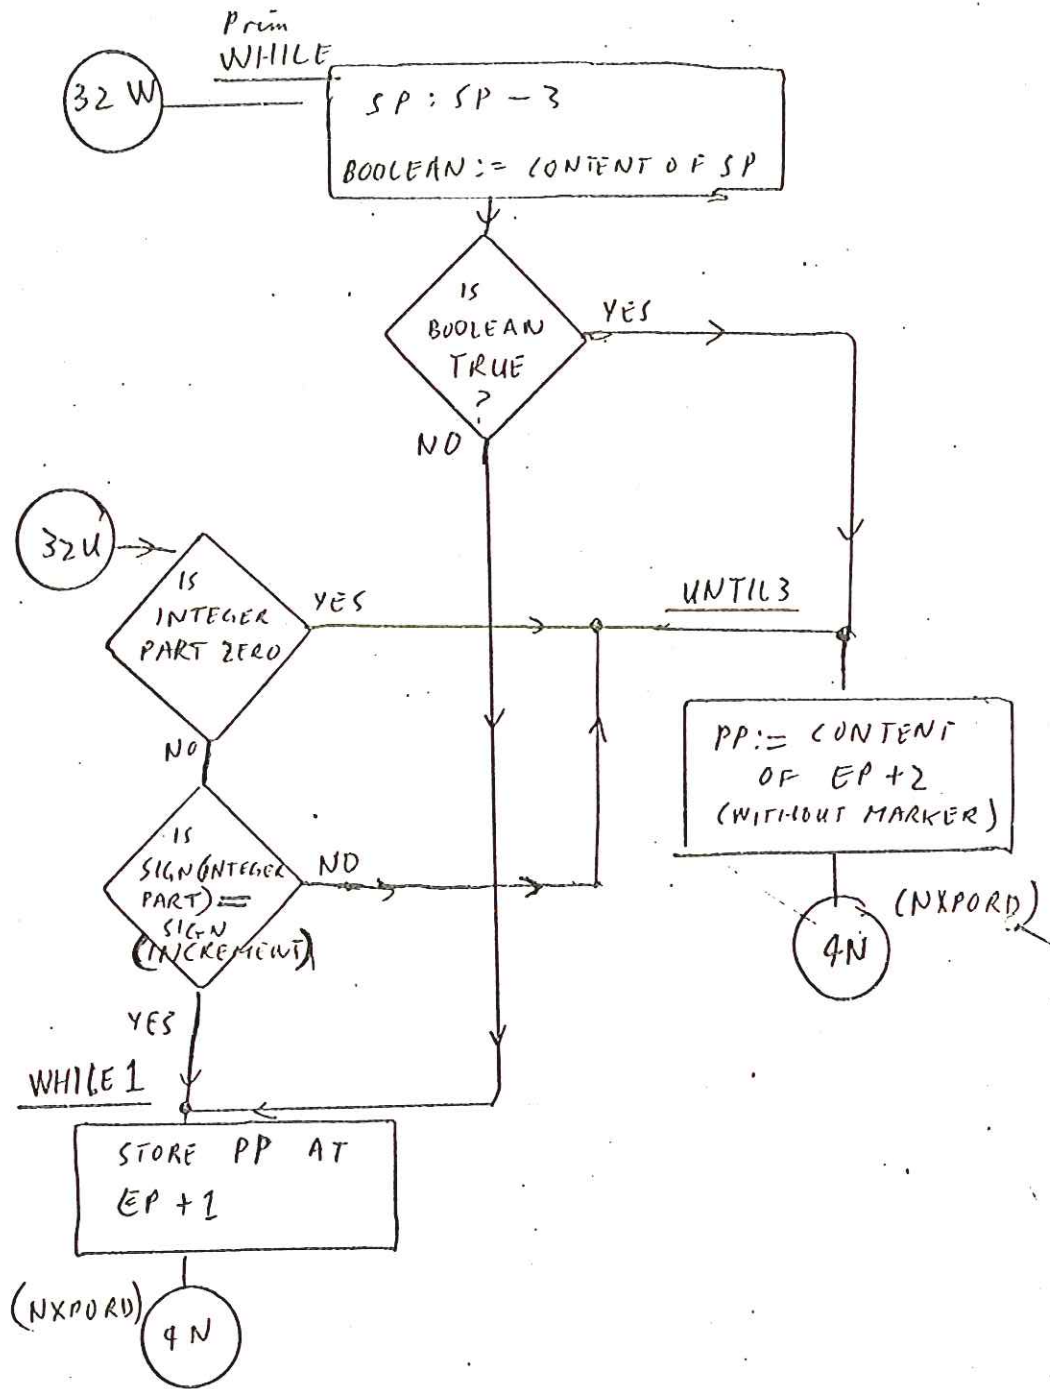 Prim
WHILE
32 W
SP : SP - 3
BOOLEAN := CONTENT OF SP
IS
BOOLEAN
TRUE
?
YES
NO
32U
IS
INTEGER
PART ZERO
YES
UNTIL3
NO
PP := CONTENT
OF EP + 2
(WITHOUT MARKER)
IS
SIGN(INTEGER
PART) =
SIGN
(INCREMENT)
NO
(NXPORD)
4N
YES
WHILE 1
STORE PP AT
EP + 1
(NXPORD)
4N